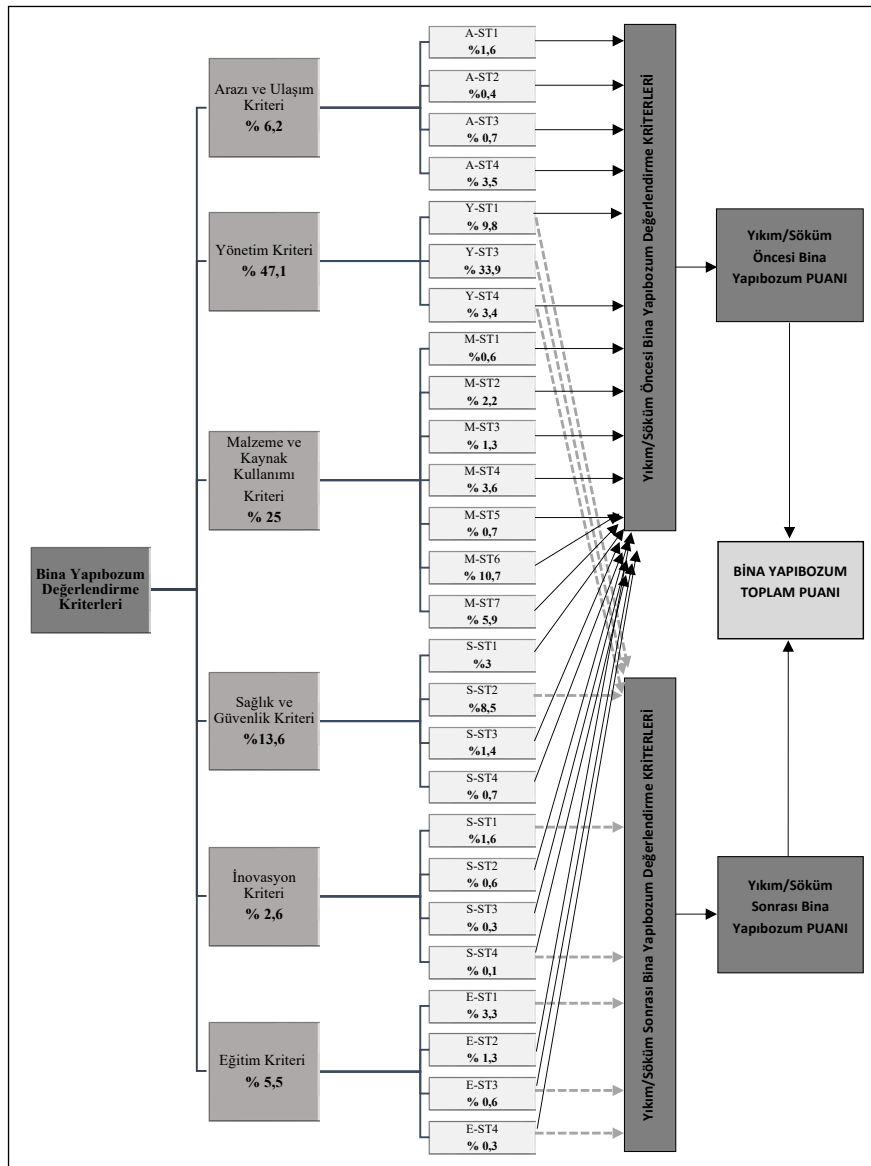 Bina Yapıbozum
Değerlendirme
Kriterleri
Arazı ve Ulaşım
Kriteri
% 6,2
A-ST1
%1,6
A-ST2
%0,4
A-ST3
% 0,7
A-ST4
% 3,5
Yönetim Kriteri
% 47,1
Y-ST1
% 9,8
Y-ST3
% 33,9
Y-ST4
% 3,4
Malzeme ve
Kaynak
Kullanımı
Kriteri
% 25
M-ST1
%0,6
M-ST2
% 2,2
M-ST3
% 1,3
M-ST4
% 3,6
M-ST5
% 0,7
M-ST6
% 10,7
M-ST7
% 5,9
Sağlık ve
Güvenlik Kriteri
%13,6
S-ST1
%3
S-ST2
%8,5
S-ST3
%1,4
S-ST4
% 0,7
İnovasyon
Kriteri
% 2,6
S-ST1
%1,6
S-ST2
% 0,6
S-ST3
% 0,3
S-ST4
% 0,1
Eğitim Kriteri
% 5,5
E-ST1
% 3,3
E-ST2
% 1,3
E-ST3
% 0,6
E-ST4
% 0,3
Yıkım/Söküm Öncesi Bina Yapıbozum Değerlendirme KRİTERLERİ
Yıkım/Söküm Sonrası Bina Yapıbozum Değerlendirme KRİTERLERİ
Yıkım/Söküm
Öncesi Bina
Yapıbozum PUANI
BİNA YAPIBOZUM
TOPLAM PUANI
Yıkım/Söküm
Sonrası Bina
Yapıbozum PUANI